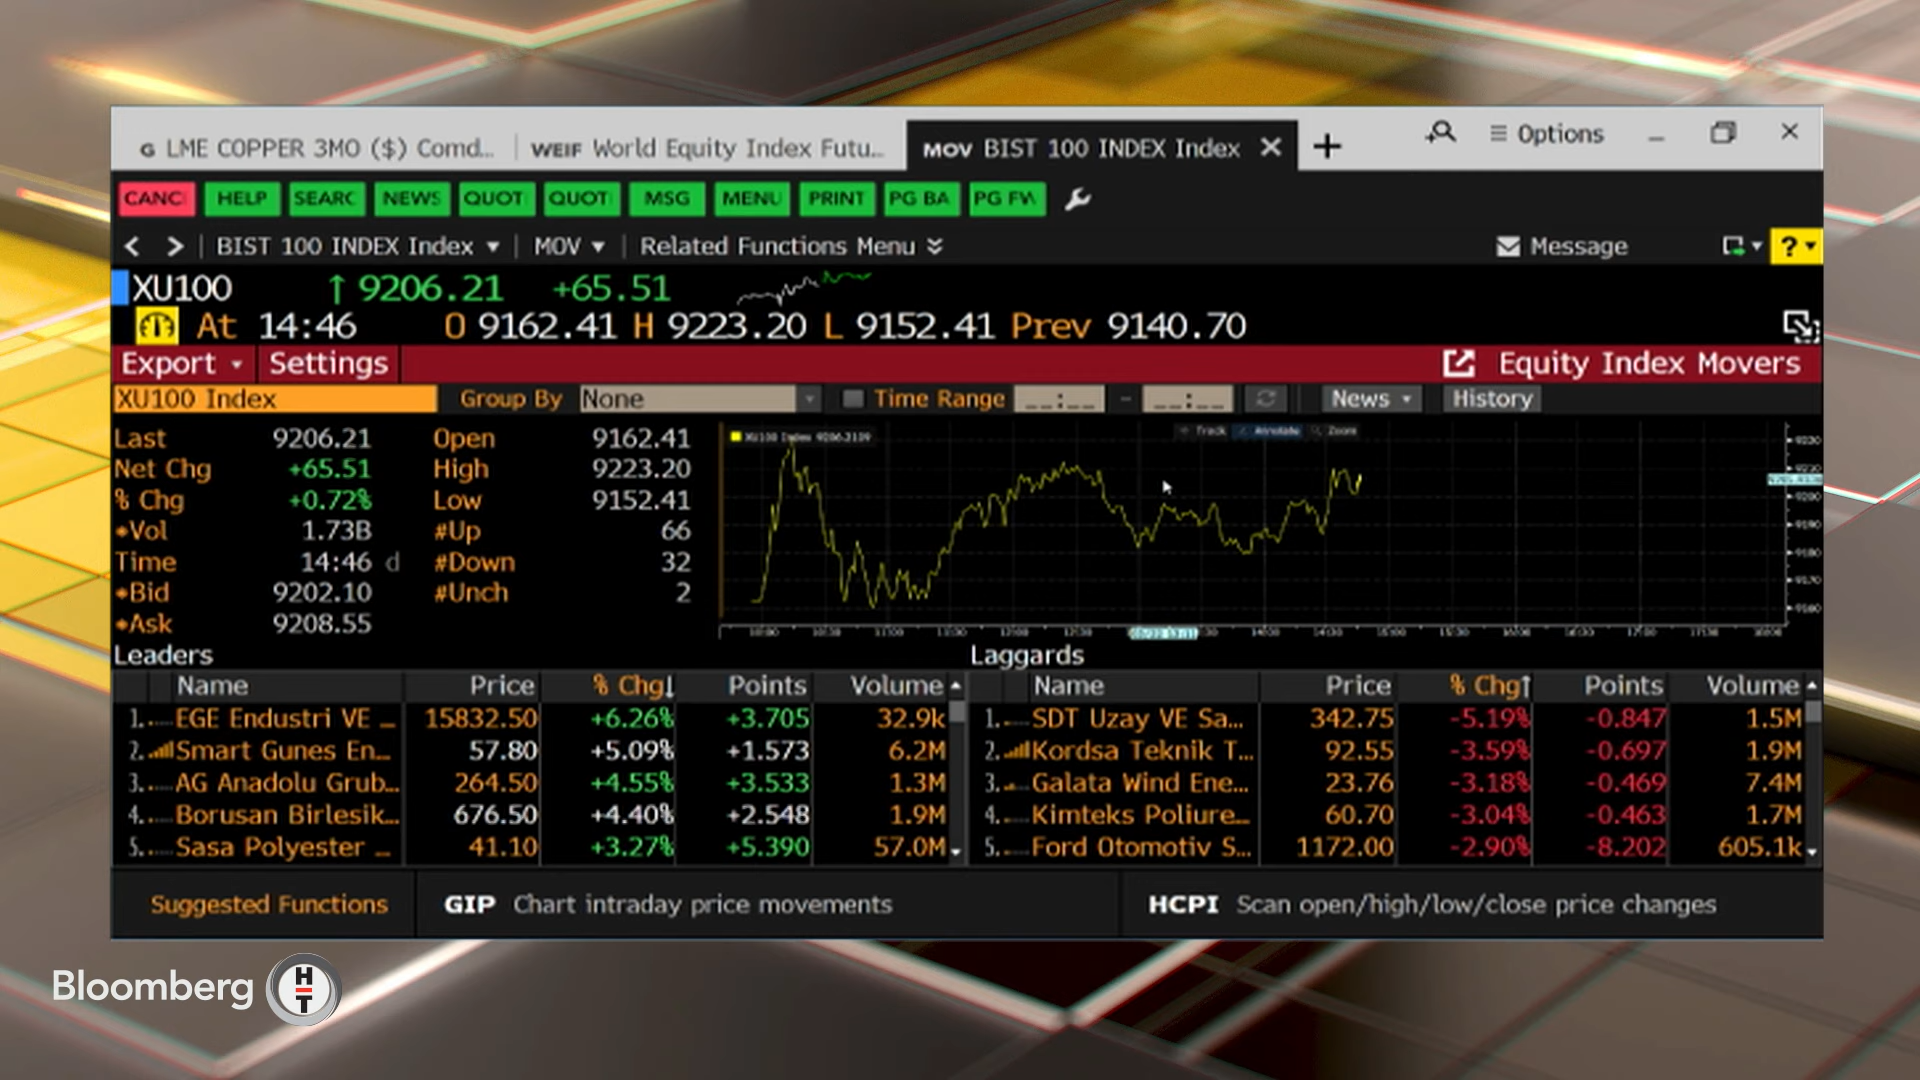 G LME COPPER 3MO ($) Comd... WEIF World Equity Index Futu... MOV BIST 100 INDEX Index Options
CANC HELP SEARC NEWS QUOT QUOT MSG MENU PRINT PG BA PG FW
BIST 100 INDEX Index MOV Related Functions Menu Message ?
XU100 ↑ 9206.21 +65.51
At 14:46 O 9162.41 H 9223.20 L 9152.41 Prev 9140.70
Export Settings Equity Index Movers
XU100 Index Group By None Time Range __:__ - __:__ News History
Last 9206.21 Open 9162.41
Net Chg +65.51 High 9223.20
% Chg +0.72% Low 9152.41
Vol 1.73B #Up 66
Time 14:46 d #Down 32
Bid 9202.10 #Unch 2
Ask 9208.55
XU100 Index Track Annotate Zoom
Leaders
Name Price % Chg↓ Points Volume
1. EGE Endustri VE ... 15832.50 +6.26% +3.705 32.9k
2. Smart Gunes En... 57.80 +5.09% +1.573 6.2M
3. AG Anadolu Grub... 264.50 +4.55% +3.533 1.3M
4. Borusan Birlesik... 676.50 +4.40% +2.548 1.9M
5. Sasa Polyester ... 41.10 +3.27% +5.390 57.0M
Laggards
Name Price % Chg↑ Points Volume
1. SDT Uzay VE Sa... 342.75 -5.19% -0.847 1.5M
2. Kordsa Teknik T... 92.55 -3.59% -0.697 1.9M
3. Galata Wind Ene... 23.76 -3.18% -0.469 7.4M
4. Kimteks Poliure... 60.70 -3.04% -0.463 1.7M
5. Ford Otomotiv S... 1172.00 -2.90% -8.202 605.1k
Suggested Functions GIP Chart intraday price movements HCPI Scan open/high/low/close price changes
Bloomberg HT